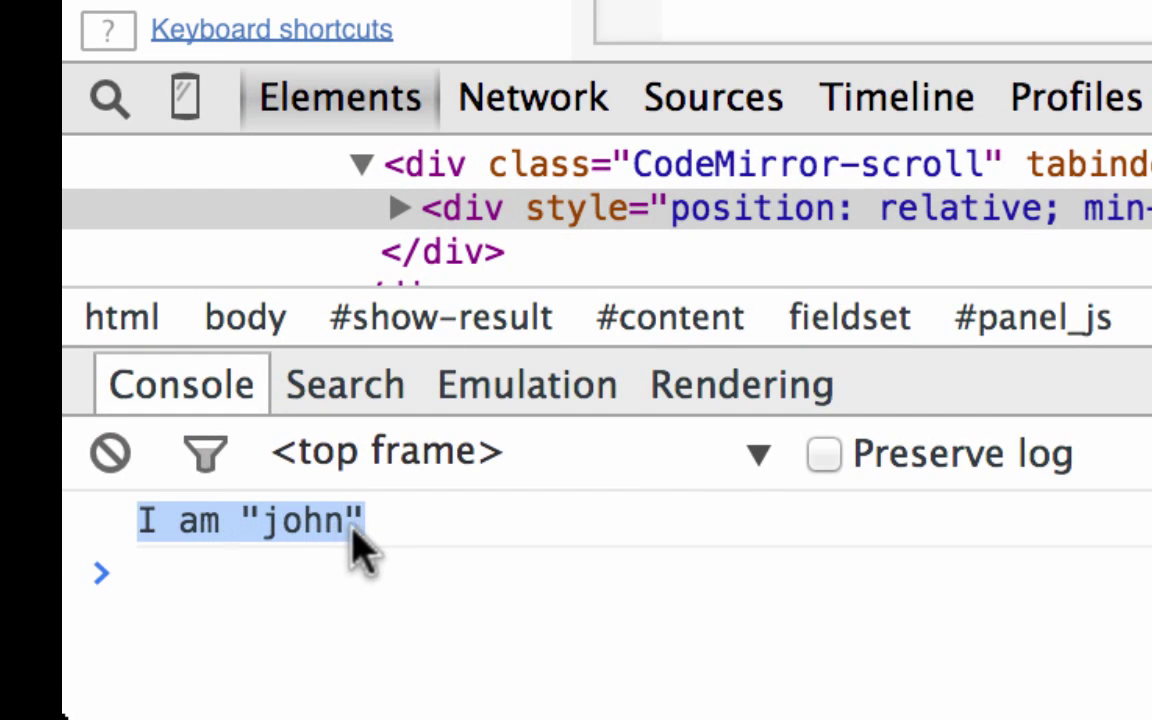 ? Keyboard shortcuts
Elements Network Sources Timeline Profiles
▼<div class="CodeMirror-scroll" tabind
▶<div style="position: relative; min-
</div>
html body #show-result #content fieldset #panel_js
Console Search Emulation Rendering
<top frame> ▼ Preserve log
I am "john"
>